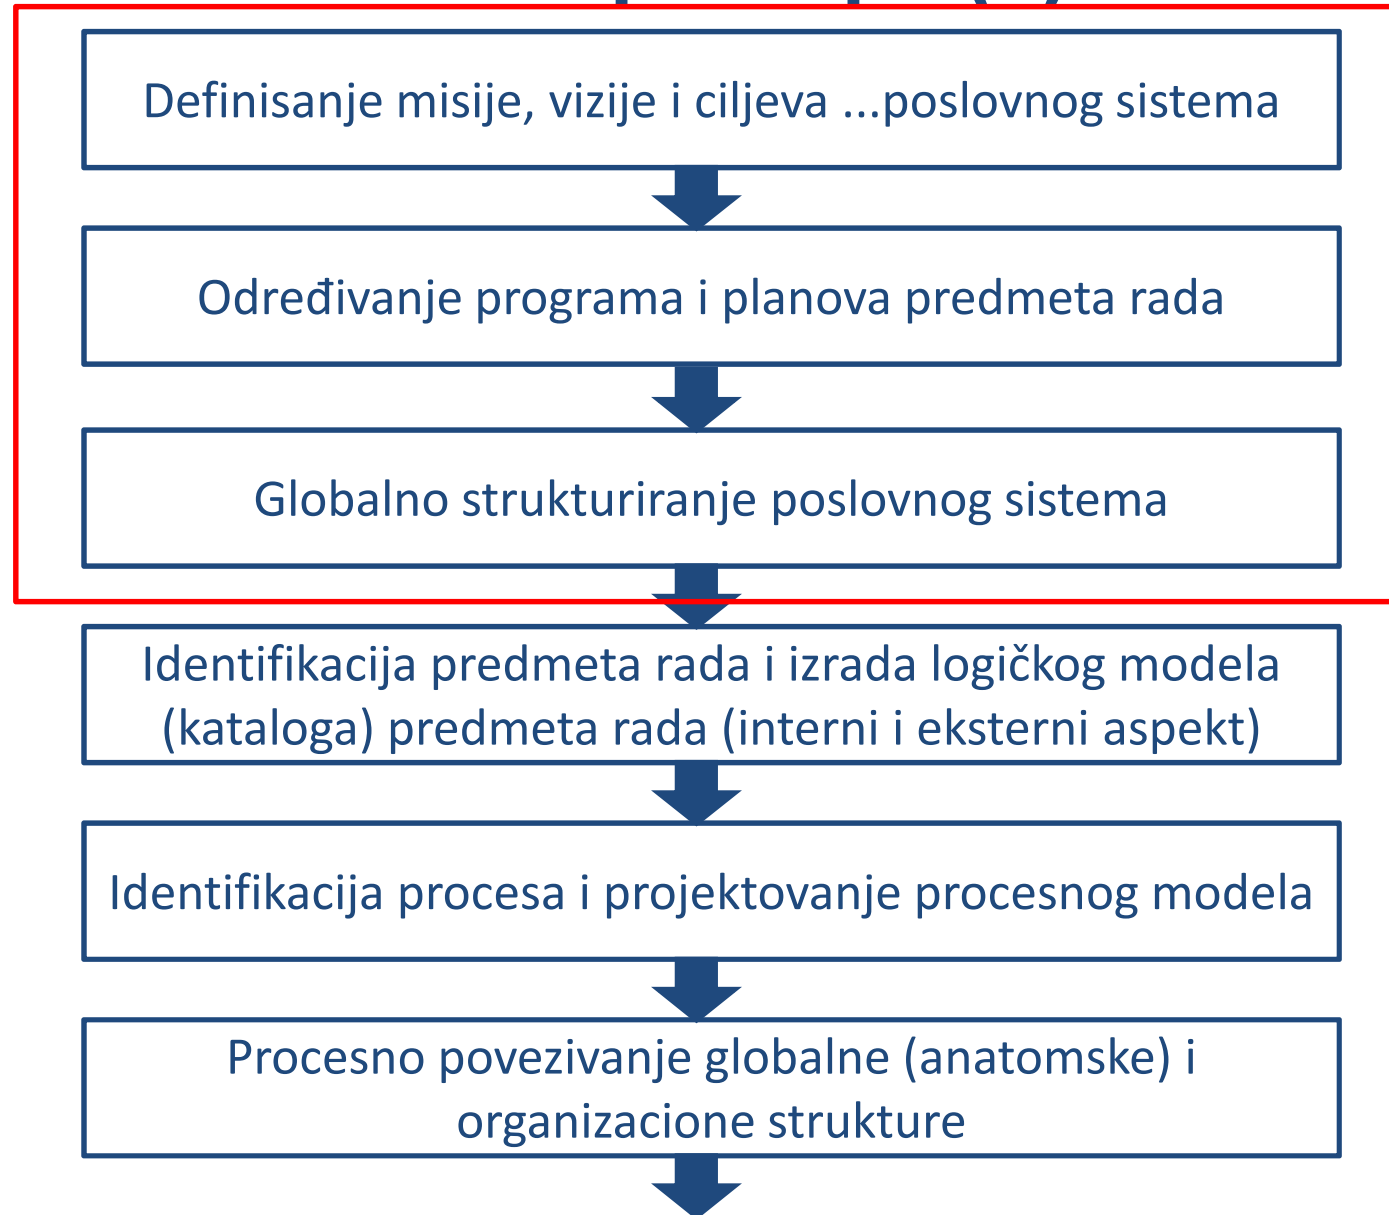 Definisanje misije, vizije i ciljeva ...poslovnog sistema
Određivanje programa i planova predmeta rada
Globalno strukturiranje poslovnog sistema
Identifikacija predmeta rada i izrada logičkog modela
(kataloga) predmeta rada (interni i eksterni aspekt)
Identifikacija procesa i projektovanje procesnog modela
Procesno povezivanje globalne (anatomske) i
organizacione strukture